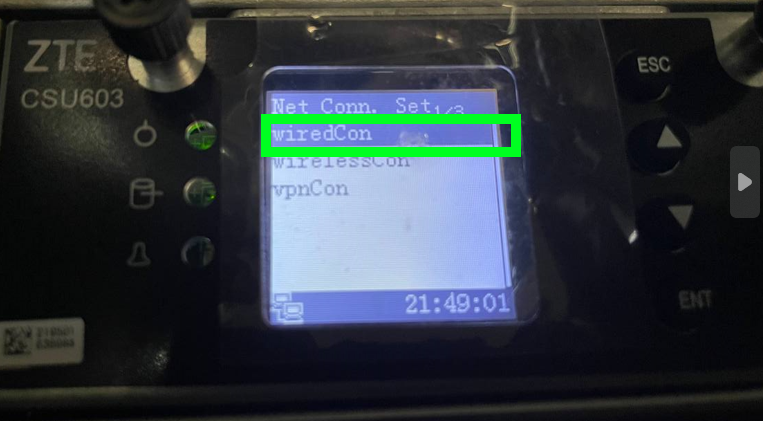 ZTE
CSU603
Net Conn. Set 1/3
wiredCon
wirelessCon
vpnCon
21:49:01
ESC
ENT